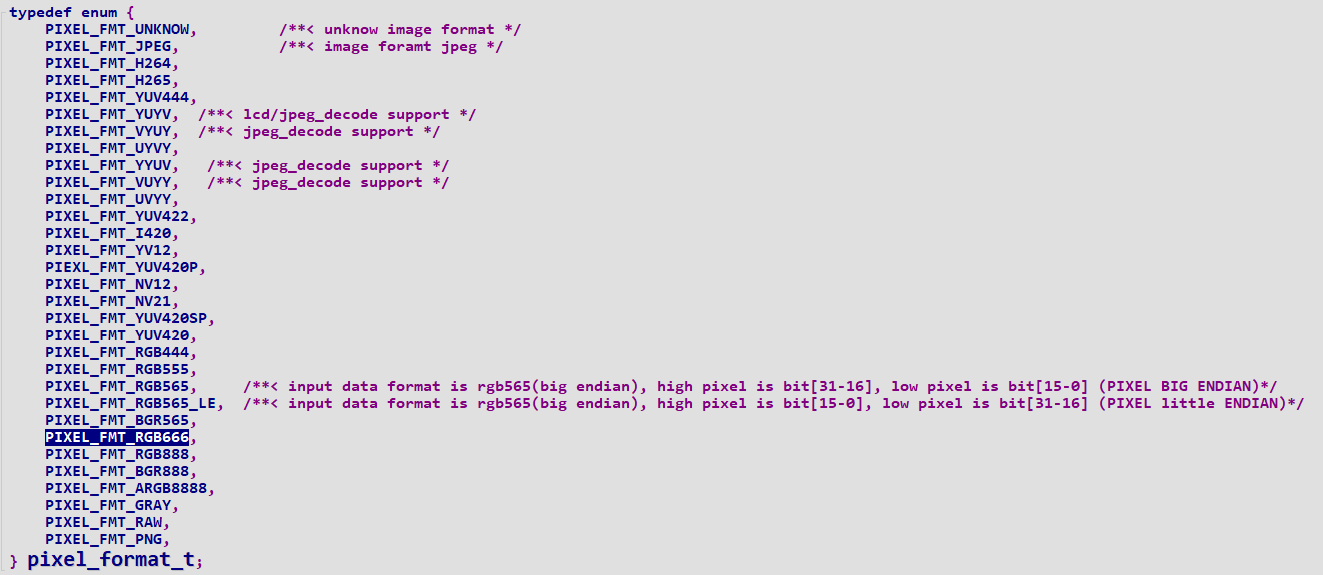 typedef enum {
PIXEL_FMT_UNKNOW, /**< unknow image format */
PIXEL_FMT_JPEG, /**< image foramt jpeg */
PIXEL_FMT_H264,
PIXEL_FMT_H265,
PIXEL_FMT_YUV444,
PIXEL_FMT_YUYV, /**< lcd/jpeg_decode support */
PIXEL_FMT_VYUY, /**< jpeg_decode support */
PIXEL_FMT_UYVY,
PIXEL_FMT_YYUV, /**< jpeg_decode support */
PIXEL_FMT_VUYY, /**< jpeg_decode support */
PIXEL_FMT_UVYY,
PIXEL_FMT_YUV422,
PIXEL_FMT_I420,
PIXEL_FMT_YV12,
PIEXL_FMT_YUV420P,
PIXEL_FMT_NV12,
PIXEL_FMT_NV21,
PIXEL_FMT_YUV420SP,
PIXEL_FMT_YUV420,
PIXEL_FMT_RGB444,
PIXEL_FMT_RGB555,
PIXEL_FMT_RGB565, /**< input data format is rgb565(big endian), high pixel is bit[31-16], low pixel is bit[15-0] (PIXEL BIG ENDIAN)*/
PIXEL_FMT_RGB565_LE, /**< input data format is rgb565(big endian), high pixel is bit[15-0], low pixel is bit[31-16] (PIXEL little ENDIAN)*/
PIXEL_FMT_BGR565,
PIXEL_FMT_RGB666,
PIXEL_FMT_RGB888,
PIXEL_FMT_BGR888,
PIXEL_FMT_ARGB8888,
PIXEL_FMT_GRAY,
PIXEL_FMT_RAW,
PIXEL_FMT_PNG,
} pixel_format_t;